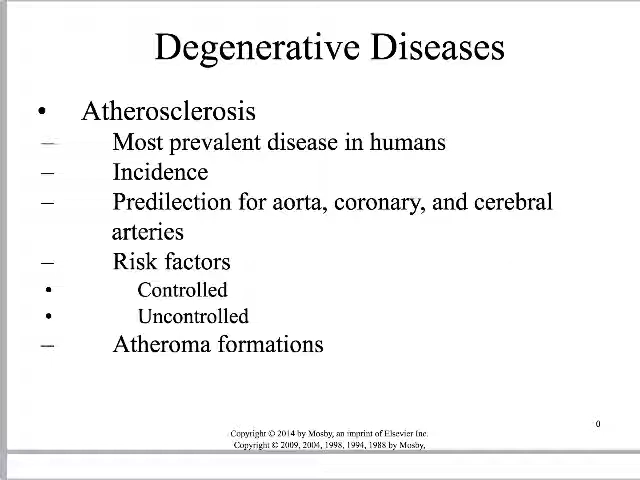 Degenerative Diseases
• Atherosclerosis
– Most prevalent disease in humans
– Incidence
– Predilection for aorta, coronary, and cerebral
arteries
– Risk factors
• Controlled
• Uncontrolled
– Atheroma formations
0
Copyright © 2014 by Mosby, an imprint of Elsevier Inc.
Copyright © 2009, 2004, 1998, 1994, 1988 by Mosby,